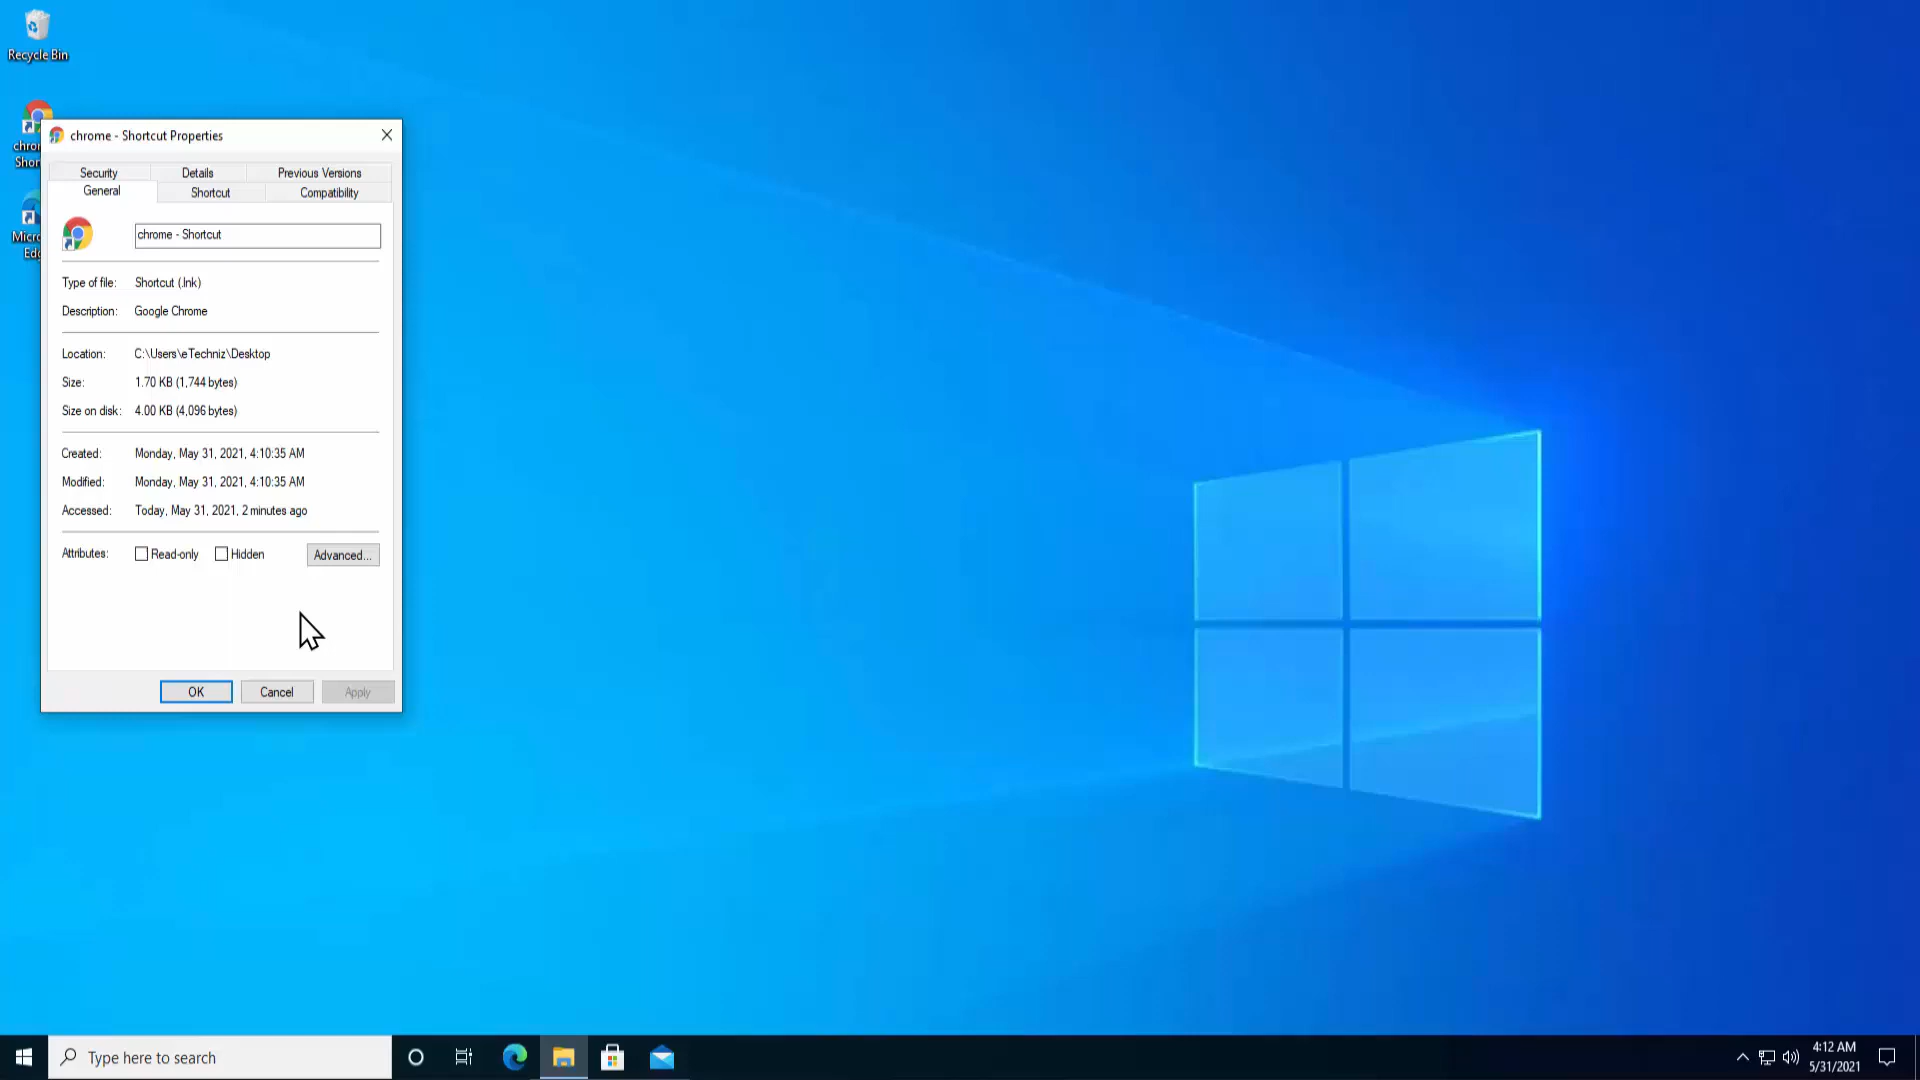 Recycle Bin
chrome - Shortcut Properties
Security Details Previous Versions
General Shortcut Compatibility
chrome - Shortcut
Type of file: Shortcut (.lnk)
Description: Google Chrome
Location: C:\Users\eTechniz\Desktop
Size: 1.70 KB (1,744 bytes)
Size on disk: 4.00 KB (4,096 bytes)
Created: Monday, May 31, 2021, 4:10:35 AM
Modified: Monday, May 31, 2021, 4:10:35 AM
Accessed: Today, May 31, 2021, 2 minutes ago
Attributes: Read-only Hidden Advanced...
OK Cancel Apply
Type here to search
4:12 AM
5/31/2021